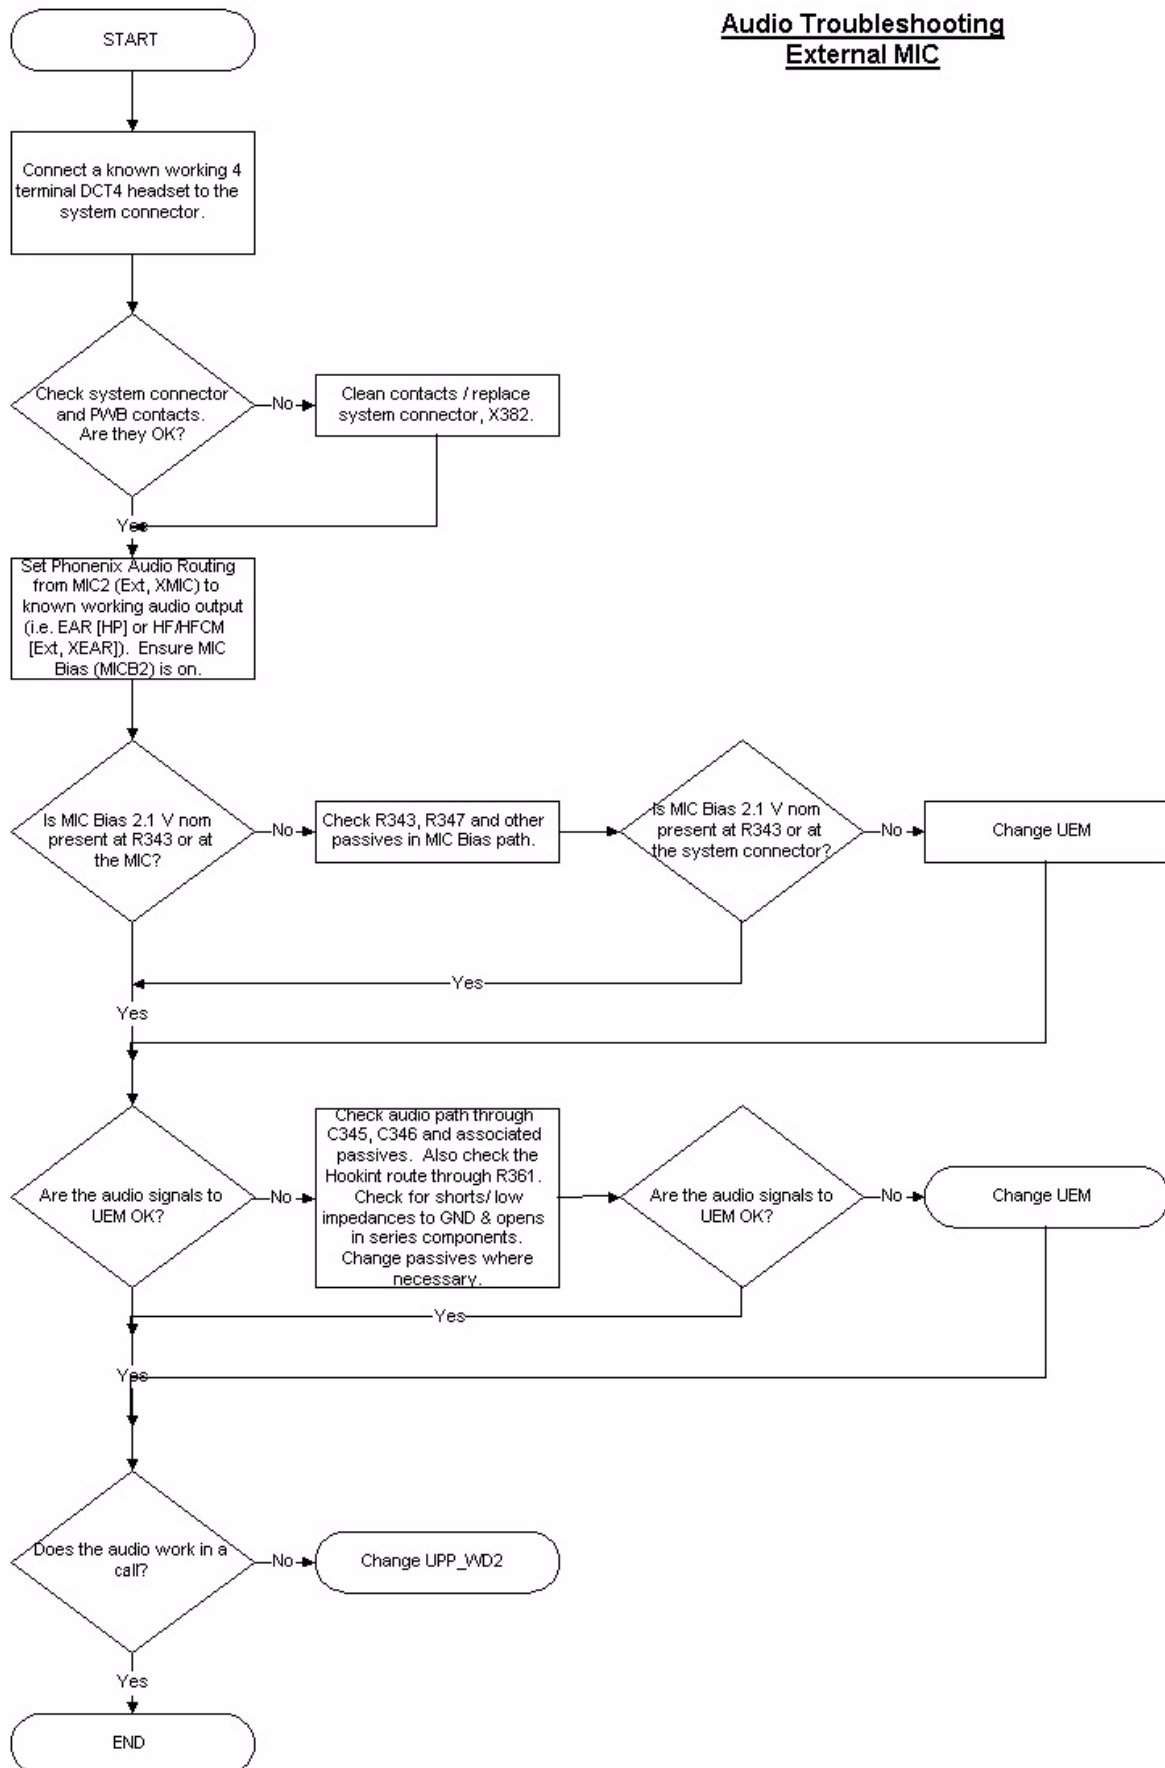 Audio Troubleshooting
External MIC
START
Connect a known working 4
terminal DCT4 headset to the
system connector.
Check system connector
and PWB contacts.
Are they OK?
No
Clean contacts / replace
system connector, X382.
Yes
Set Phonenix Audio Routing
from MIC2 (Ext, XMIC) to
known working audio output
(i.e. EAR [HP] or HF/HFCM
[Ext, XEAR]). Ensure MIC
Bias (MICB2) is on.
Is MIC Bias 2.1 V nom
present at R343 or at
the MIC?
No
Check R343, R347 and other
passives in MIC Bias path.
Is MIC Bias 2.1 V nom
present at R343 or at
the system connector?
No
Change UEM
Yes
Yes
Are the audio signals to
UEM OK?
No
Check audio path through
C345, C346 and associated
passives. Also check the
Hookint route through R361.
Check for shorts/ low
impedances to GND & opens
in series components.
Change passives where
necessary.
Are the audio signals to
UEM OK?
No
Change UEM
Yes
Yes
Does the audio work in a
call?
No
Change UPP_WD2
Yes
END